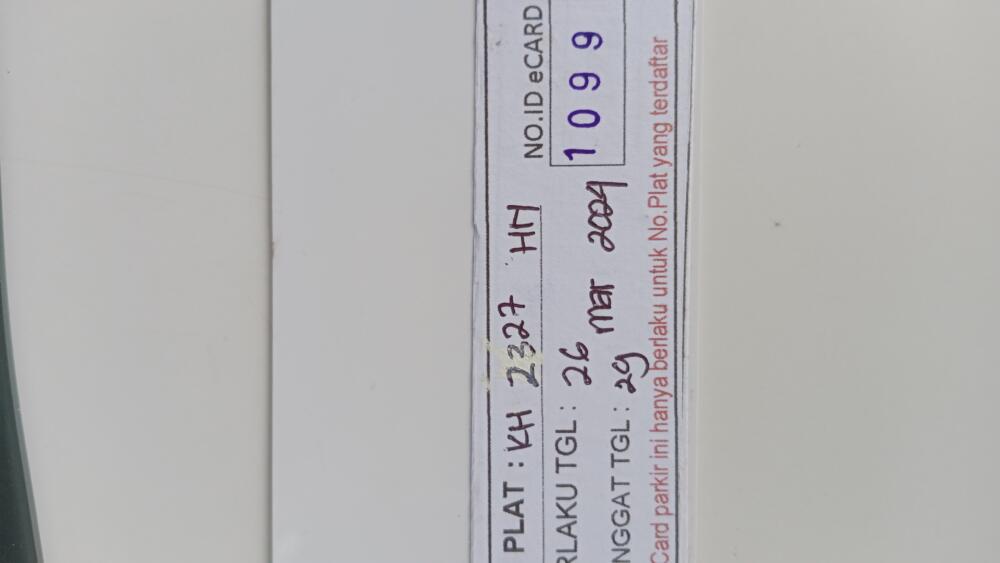 PLAT : KH 2327 HH NO.ID eCARD
RLAKU TGL : 26 Mar 2024 1099
NGGAT TGL : 29
Card parkir ini hanya berlaku untuk No.Plat yang terdaftar